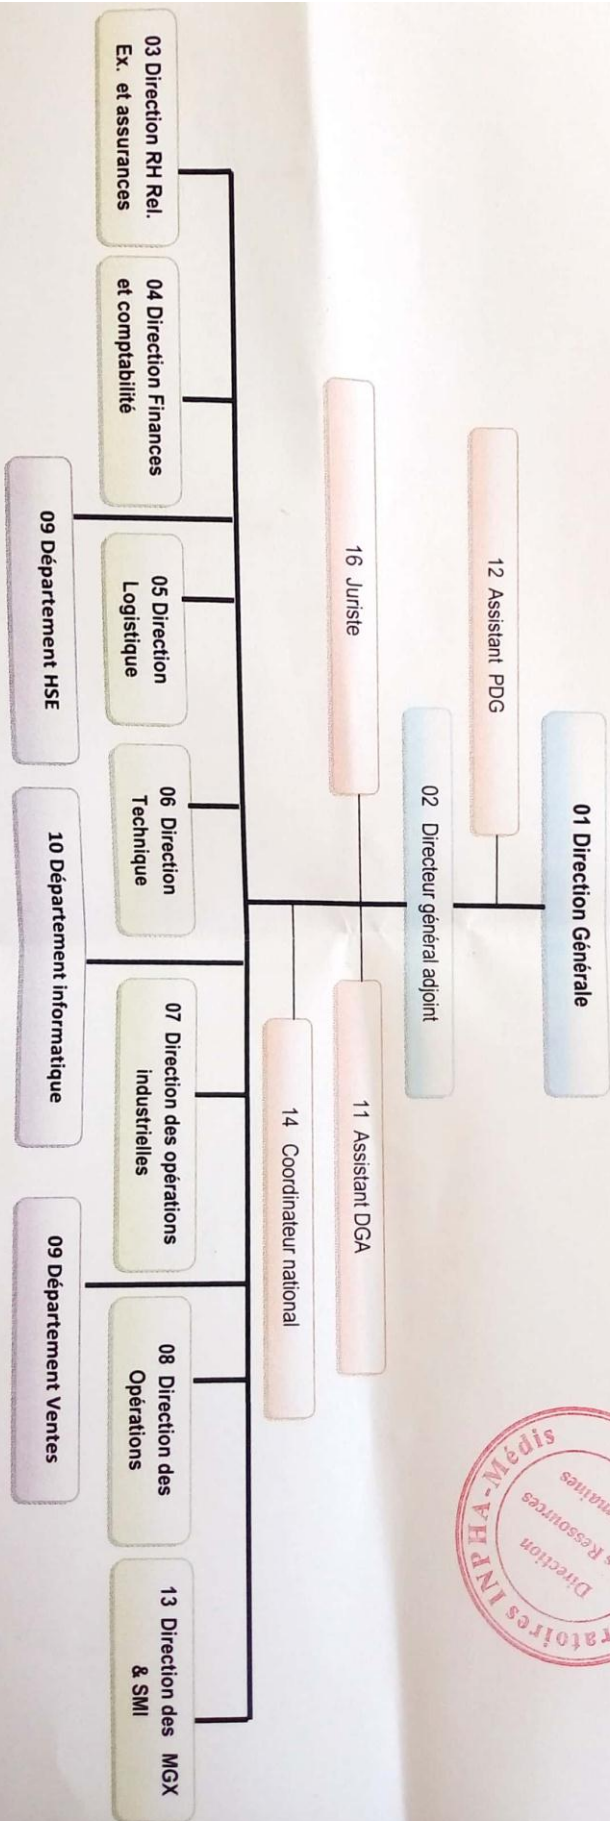 01 Direction Générale
12 Assistant PDG
02 Directeur général adjoint
16 Juriste
11 Assistant DGA
14 Coordinateur national
03 Direction RH Rel.
Ex. et assurances
04 Direction Finances
et comptabilité
05 Direction
Logistique
06 Direction
Technique
07 Direction des opérations
industrielles
08 Direction des
Opérations
13 Direction des MGX
& SMI
09 Département HSE
10 Département informatique
09 Département Ventes
ratoires INPHA-Médis
Direction
s Ressources
maines